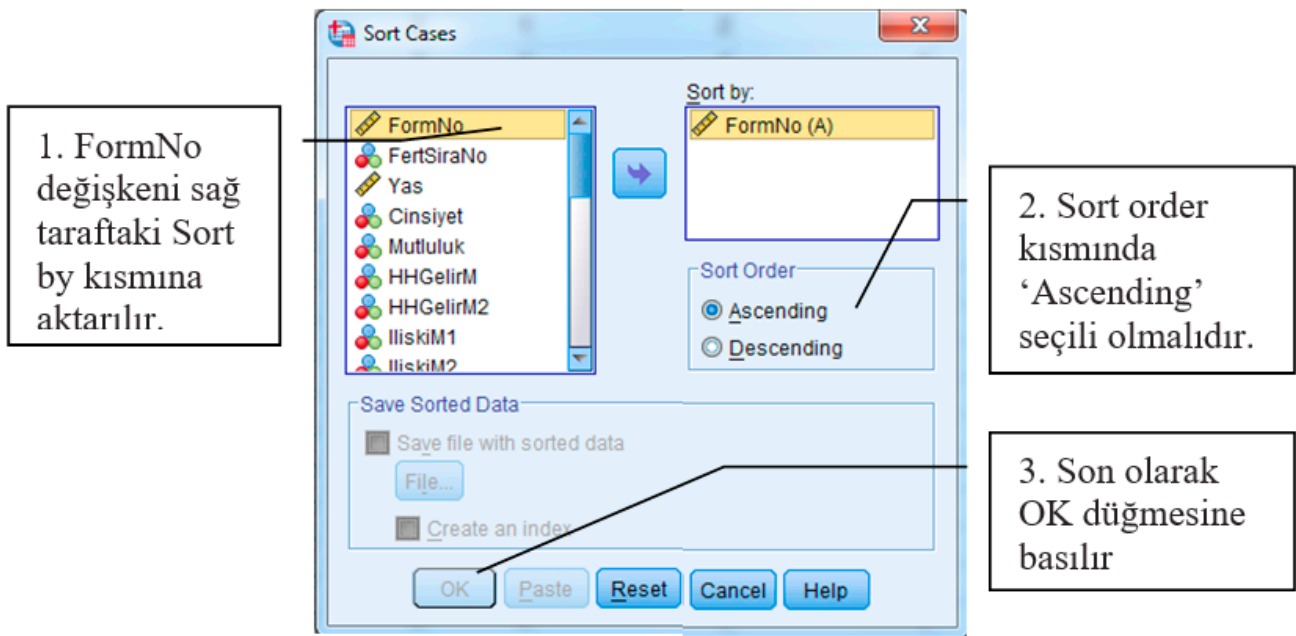 Sort Cases
1. FormNo
değişkeni sağ
taraftaki Sort
by kısmına
aktarılır.
FormNo
FertSiraNo
Yas
Cinsiyet
Mutluluk
HHGelirM
HHGelirM2
IliskiM1
IliskiM2
Sort by:
FormNo (A)
Sort Order
Ascending
Descending
2. Sort order
kısmında
‘Ascending’
seçili olmalıdır.
Save Sorted Data
Save file with sorted data
File...
Create an index
3. Son olarak
OK düğmesine
basılır
OK
Paste
Reset
Cancel
Help